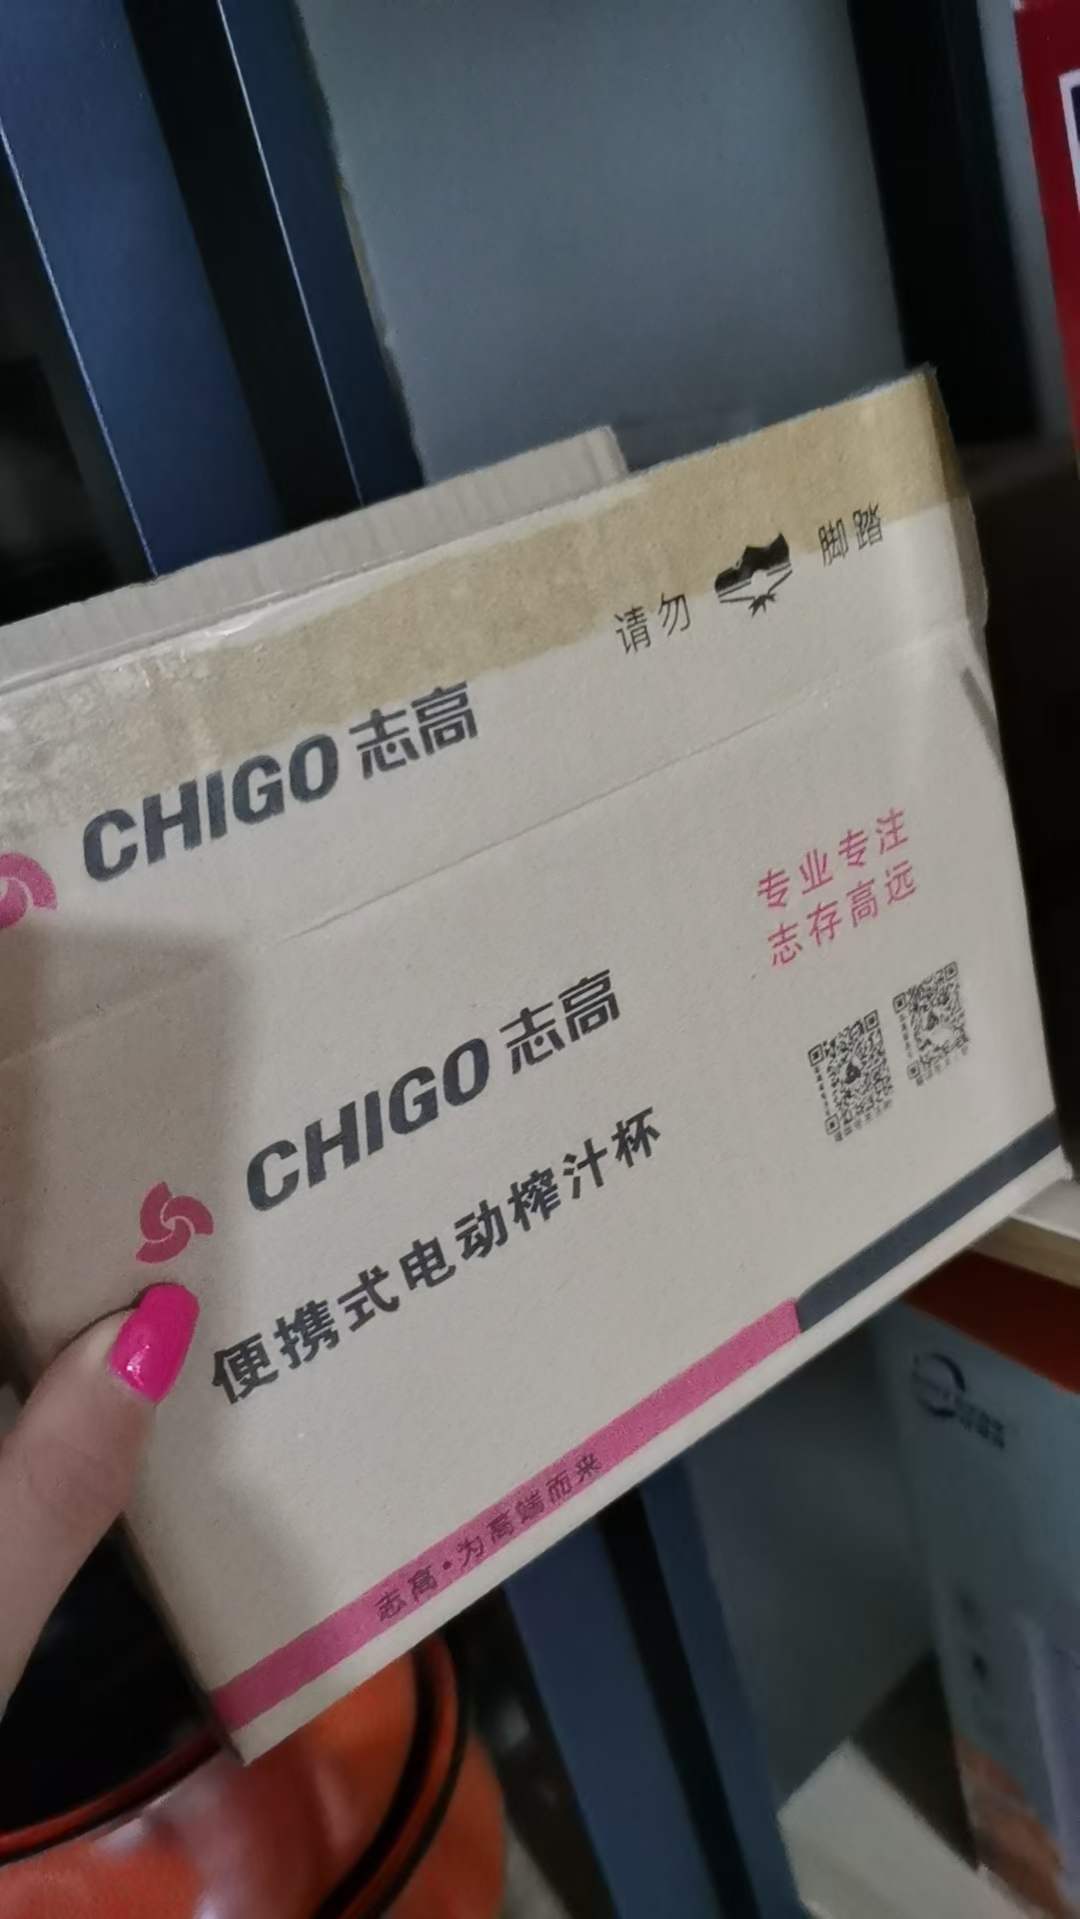 请勿 脚踏
CHIGO 志高
专业专注
志存高远
CHIGO 志高
便携式电动榨汁杯
志高·为高端而来